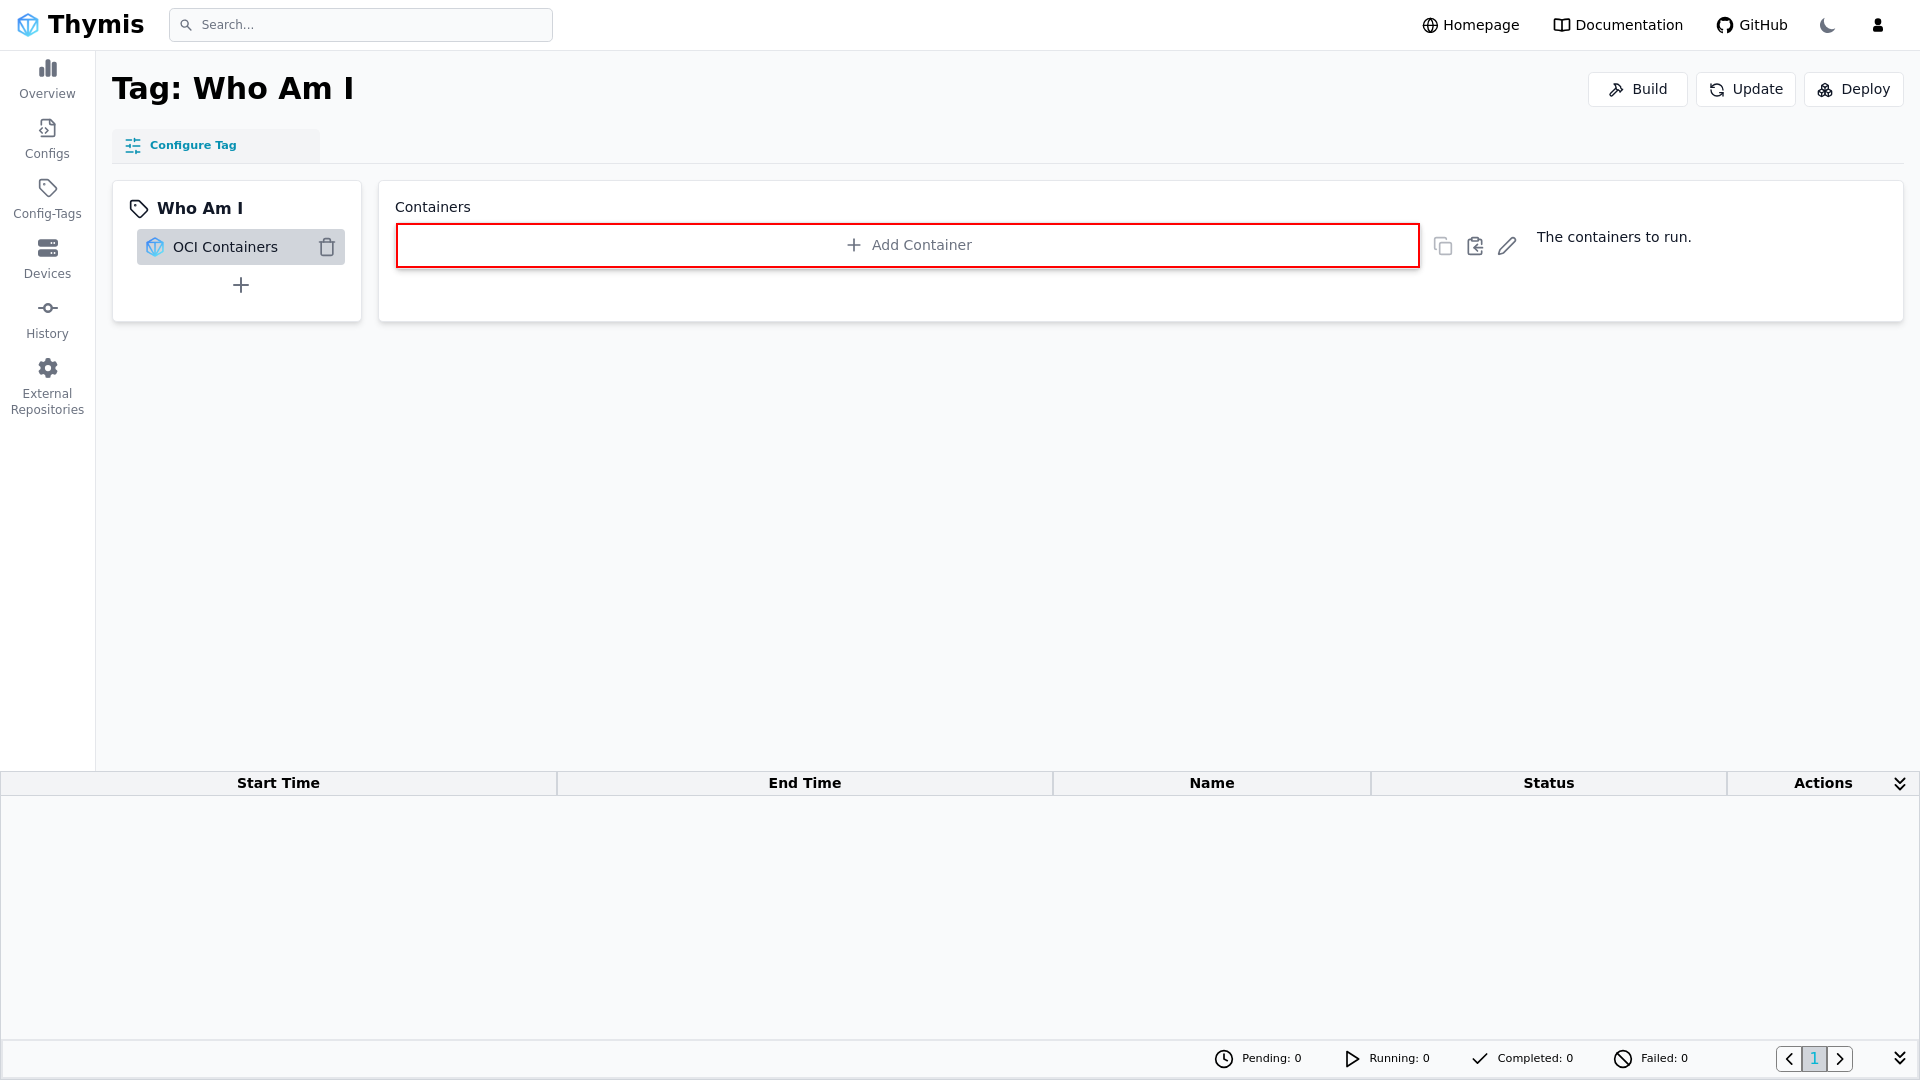 Thymis
Search...
Homepage
Documentation
GitHub
Overview
Configs
Config-Tags
Devices
History
External
Repositories
Tag: Who Am I
Build
Update
Deploy
Configure Tag
Who Am I
OCI Containers
Containers
Add Container
The containers to run.
Start Time
End Time
Name
Status
Actions
Pending: 0
Running: 0
Completed: 0
Failed: 0
1